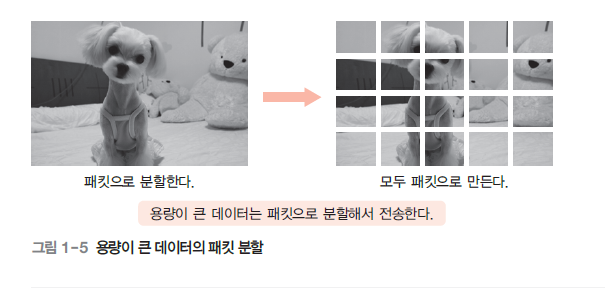 패킷으로 분할한다.
모두 패킷으로 만든다.
용량이 큰 데이터는 패킷으로 분할해서 전송한다.
그림 1-5 용량이 큰 데이터의 패킷 분할